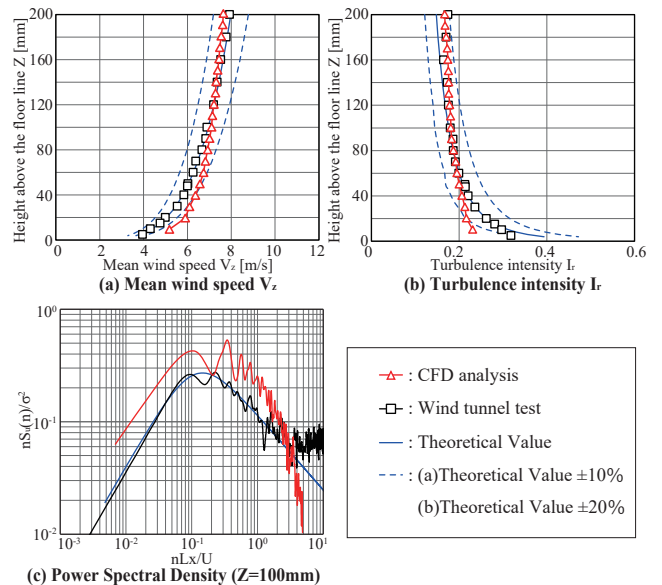 Height above the floor line Z [mm]
200
160
120
80
40
0
0 2 4 6 8 10 12
Mean wind speed Vz [m/s]
(a) Mean wind speed Vz
Height above the floor line Z [mm]
200
160
120
80
40
0
0.2 0.4 0.6
Turbulence intensity Ir
(b) Turbulence intensity Ir
nSu(n)/σ²
10⁰
10⁻¹
10⁻²
10⁻³ 10⁻² 10⁻¹ 10⁰ 10¹
nLx/U
(c) Power Spectral Density (Z=100mm)
: CFD analysis
: Wind tunnel test
: Theoretical Value
: (a)Theoretical Value ±10%
(b)Theoretical Value ±20%